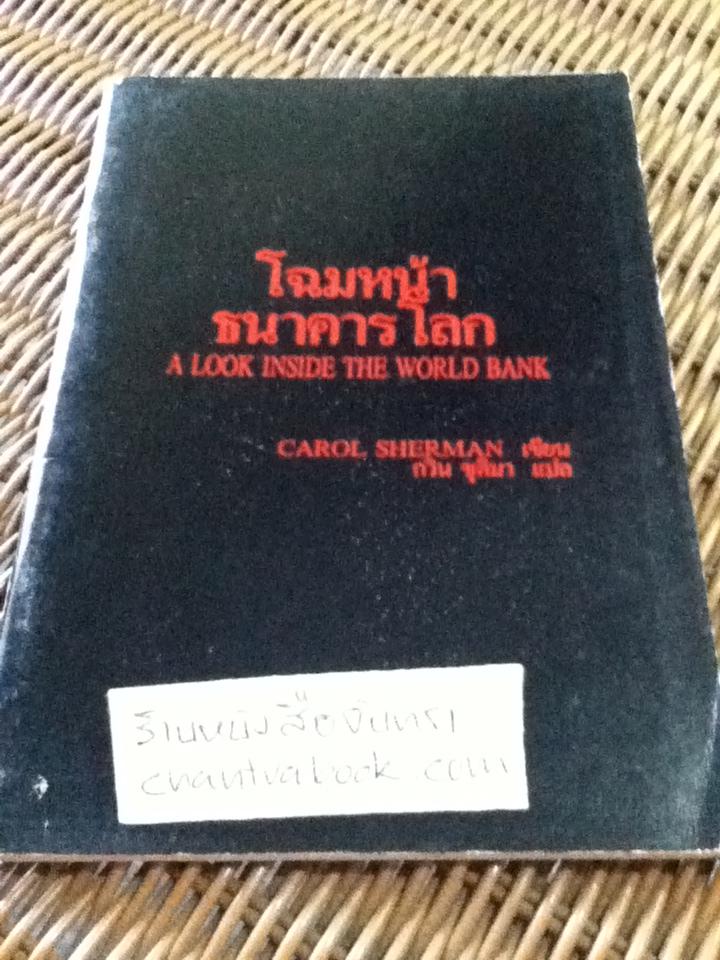 โฉมหน้า
ธนาคารโลก
A LOOK INSIDE THE WORLD BANK
CAROL SHERMAN เขียน
กวิน ชุติมา แปล
ร้านหนังสือจันทรา
chantrabook.com